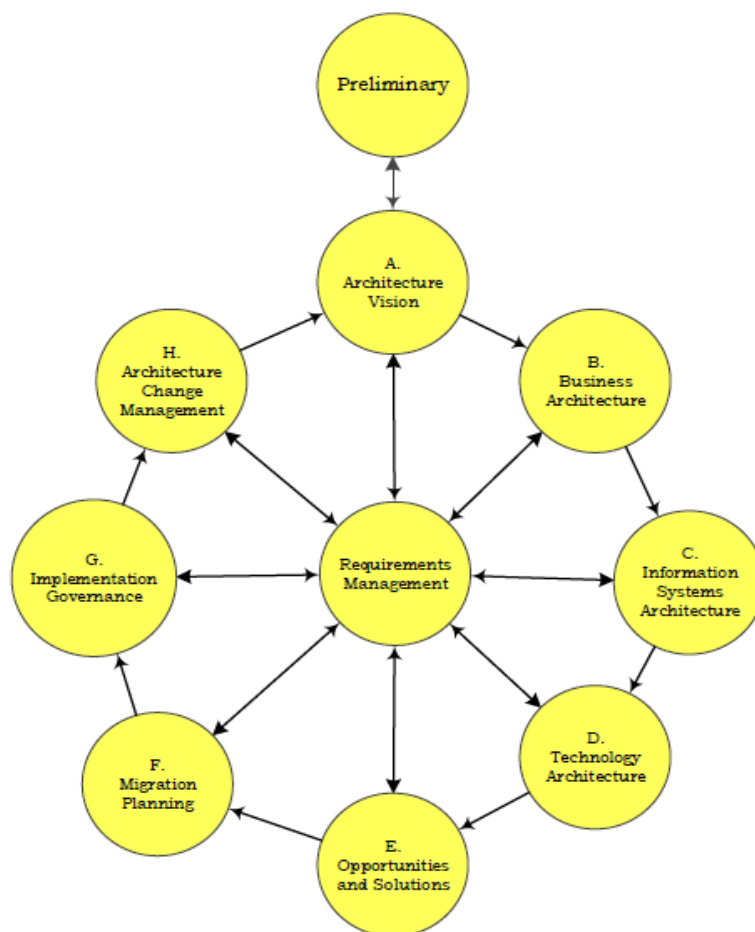 Preliminary
A.
Architecture
Vision
B.
Business
Architecture
C.
Information
Systems
Architecture
D.
Technology
Architecture
E.
Opportunities
and Solutions
F.
Migration
Planning
G.
Implementation
Governance
H.
Architecture
Change
Management
Requirements
Management